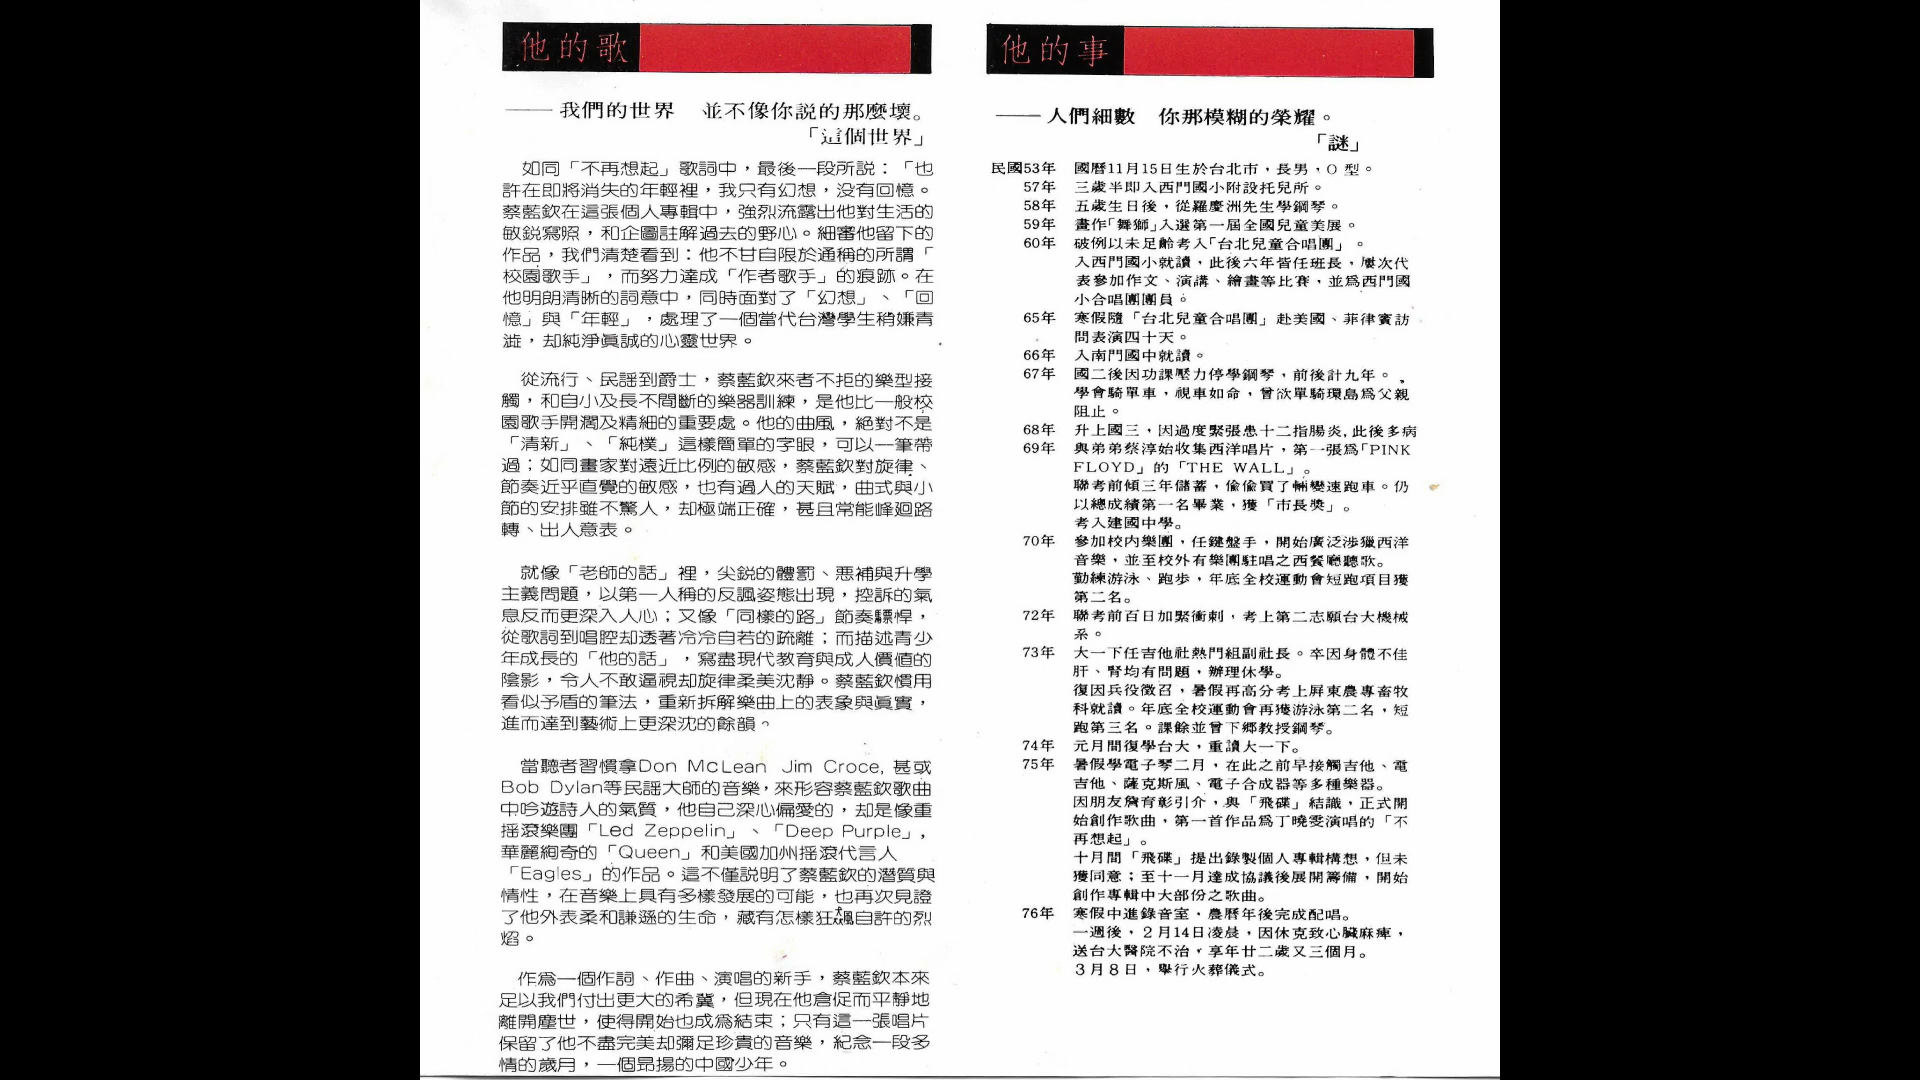 他的歌
——我們的世界　並不像你説的那麼壞。
「這個世界」
如同「不再想起」歌詞中，最後一段所説：「也
許在即將消失的年輕裡，我只有幻想，没有回憶。
蔡藍欽在這張個人專輯中，強烈流露出他對生活的
敏鋭寫照，和企圖註解過去的野心。細審他留下的
作品，我們清楚看到：他不甘自限於通稱的所謂「
校園歌手」，而努力達成「作者歌手」的痕跡。在
他明朗清晰的詞意中，同時面對了「幻想」、「回
憶」與「年輕」，處理了一個當代台灣學生稍嫌青
澁，却純淨眞誠的心靈世界。
從流行、民謡到爵士，蔡藍欽來者不拒的樂型接
觸，和自小及長不間斷的樂器訓練，是他比一般校
園歌手開濶及精細的重要處。他的曲風，絕對不是
「清新」、「純樸」這樣簡單的字眼，可以一筆帶
過；如同畫家對遠近比例的敏感，蔡藍欽對旋律、
節奏近乎直覺的敏感，也有過人的天賦，曲式與小
節的安排雖不驚人，却極端正確，甚且常能峰廻路
轉、出人意表。
就像「老師的話」裡，尖鋭的體罰、惡補與升學
主義問題，以第一人稱的反諷姿態出現，控訴的氣
息反而更深入人心；又像「同樣的路」節奏驃悍，
從歌詞到唱腔却透著冷冷自若的疏離；而描述青少
年成長的「他的話」，寫盡現代教育與成人價值的
陰影，令人不敢逼視却旋律柔美沈靜。蔡藍欽慣用
看似予盾的筆法，重新拆解樂曲上的表象與眞實，
進而達到藝術上更深沈的餘韻。
當聽者習慣拿Don McLean Jim Croce, 甚或
Bob Dylan等民謡大師的音樂，來形容蔡藍欽歌曲
中吟遊詩人的氣質，他自己深心偏愛的，却是像重
摇滾樂團「Led Zeppelin」、「Deep Purple」，
華麗絢奇的「Queen」和美國加州摇滾代言人
「Eagles」的作品。這不僅説明了蔡藍欽的潛質與
情性，在音樂上具有多樣發展的可能，也再次見證
了他外表柔和謙遜的生命，藏有怎樣狂飆自許的烈
焰。
作爲一個作詞、作曲、演唱的新手，蔡藍欽本來
足以我們付出更大的希冀，但現在他倉促而平靜地
離開塵世，使得開始也成爲結束；只有這一張唱片
保留了他不盡完美却彌足珍貴的音樂，紀念一段多
情的歲月，一個昂揚的中國少年。
他的事
——人們細數　你那模糊的榮耀。
「謎」
民國53年　國曆11月15日生於台北市，長男，O 型。
57年　三歲半即入西門國小附設托兒所。
58年　五歲生日後，從羅慶洲先生學鋼琴。
59年　畫作「舞獅」入選第一屆全國兒童美展。
60年　破例以未足齡考入「台北兒童合唱團」。
入西門國小就讀，此後六年皆任班長，屢次代
表參加作文、演講、繪畫等比賽，並爲西門國
小合唱團團員。
65年　寒假隨「台北兒童合唱團」赴美國、菲律賓訪
問表演四十天。
66年　入南門國中就讀。
67年　國二後因功課壓力停學鋼琴，前後計九年。
學會騎單車，視車如命，曾欲單騎環島爲父親
阻止。
68年　升上國三，因過度緊張患十二指腸炎, 此後多病
69年　與弟弟蔡淳始收集西洋唱片，第一張爲「PINK
FLOYD」的「THE WALL」。
聯考前傾三年儲蓄，偸偸買了輛變速跑車。仍
以總成績第一名畢業，獲「市長獎」。
考入建國中學。
70年　參加校内樂團，任鍵盤手，開始廣泛涉獵西洋
音樂，並至校外有樂團駐唱之西餐廳聽歌。
勤練游泳、跑步，年底全校運動會短跑項目獲
第二名。
72年　聯考前百日加緊衝刺，考上第二志願台大機械
系。
73年　大一下任吉他社熱門組副社長。卒因身體不佳
肝、腎均有問題，辦理休學。
復因兵役徵召，暑假再高分考上屏東農專畜牧
科就讀。年底全校運動會再獲游泳第二名，短
跑第三名。課餘並曾下鄉教授鋼琴。
74年　元月間復學台大，重讀大一下。
75年　暑假學電子琴二月，在此之前早接觸吉他、電
吉他、薩克斯風、電子合成器等多種樂器。
因朋友詹育彰引介，與「飛碟」結識，正式開
始創作歌曲，第一首作品爲丁曉雯演唱的「不
再想起」。
十月間「飛碟」提出錄製個人專輯構想，但未
獲同意；至十一月達成協議後展開籌備，開始
創作專輯中大部份之歌曲。
76年　寒假中進錄音室，農曆年後完成配唱。
一週後，２月14日凌晨，因休克致心臟麻痺，
送台大醫院不治，享年廿二歲又三個月。
３月８日，舉行火葬儀式。